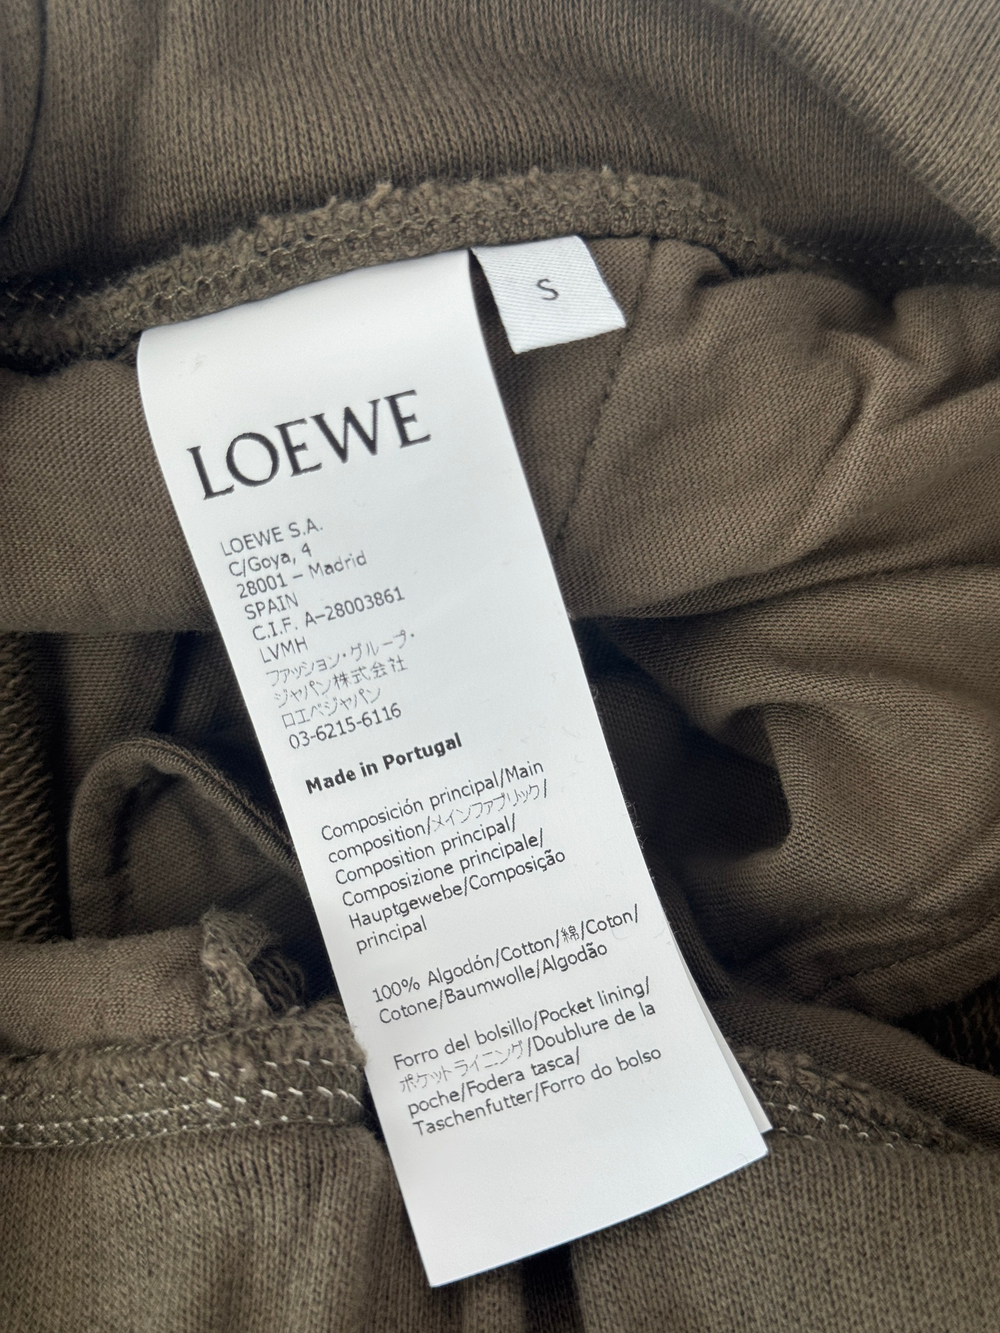 S
LOEWE
LOEWE S.A.
C/Goya, 4
28001 – Madrid
SPAIN
C.I.F. A-28003861
LVMH
ファッション・グループ・
ジャパン株式会社
ロエベジャパン
03-6215-6116
Made in Portugal
Composición principal/Main
composition/メインファブリック/
Composition principal/
Composizione principale/
Hauptgewebe/Composição
principal
100% Algodón/Cotton/綿/Coton/
Cotone/Baumwolle/Algodão
Forro del bolsillo/Pocket lining/
ポケットライニング/Doublure de la
poche/Fodera tasca/
Taschenfutter/Forro do bolso